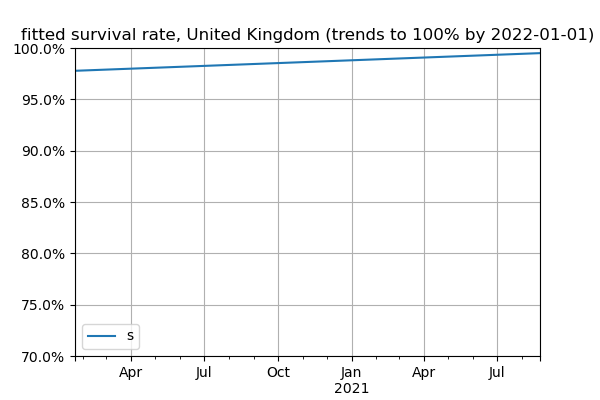 fitted survival rate, United Kingdom (trends to 100% by 2022-01-01)
100.0%
95.0%
90.0%
85.0%
80.0%
75.0%
70.0%
s
Apr Jul Oct Jan Apr Jul
2021